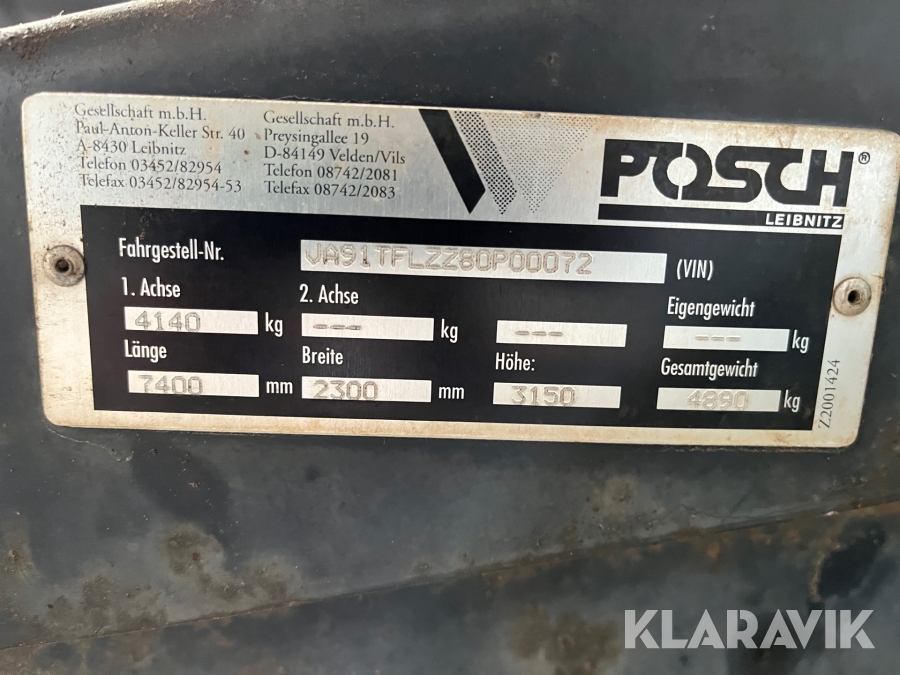 Gesellschaft m.b.H.
Paul-Anton-Keller Str. 40
A-8430 Leibnitz
Telefon 03452/82954
Telefax 03452/82954-53
Gesellschaft m.b.H.
Preysingallee 19
D-84149 Velden/Vils
Telefon 08742/2081
Telefax 08742/2083
POSCH®
LEIBNITZ
Fahrgestell-Nr. VA91TFLZZ80P00072 (VIN)
1. Achse 2. Achse Eigengewicht
4140 kg --- kg --- --- kg
Länge Breite Höhe: Gesamtgewicht
7400 mm 2300 mm 3150 4890 kg
Z2001424
KLARAVIK